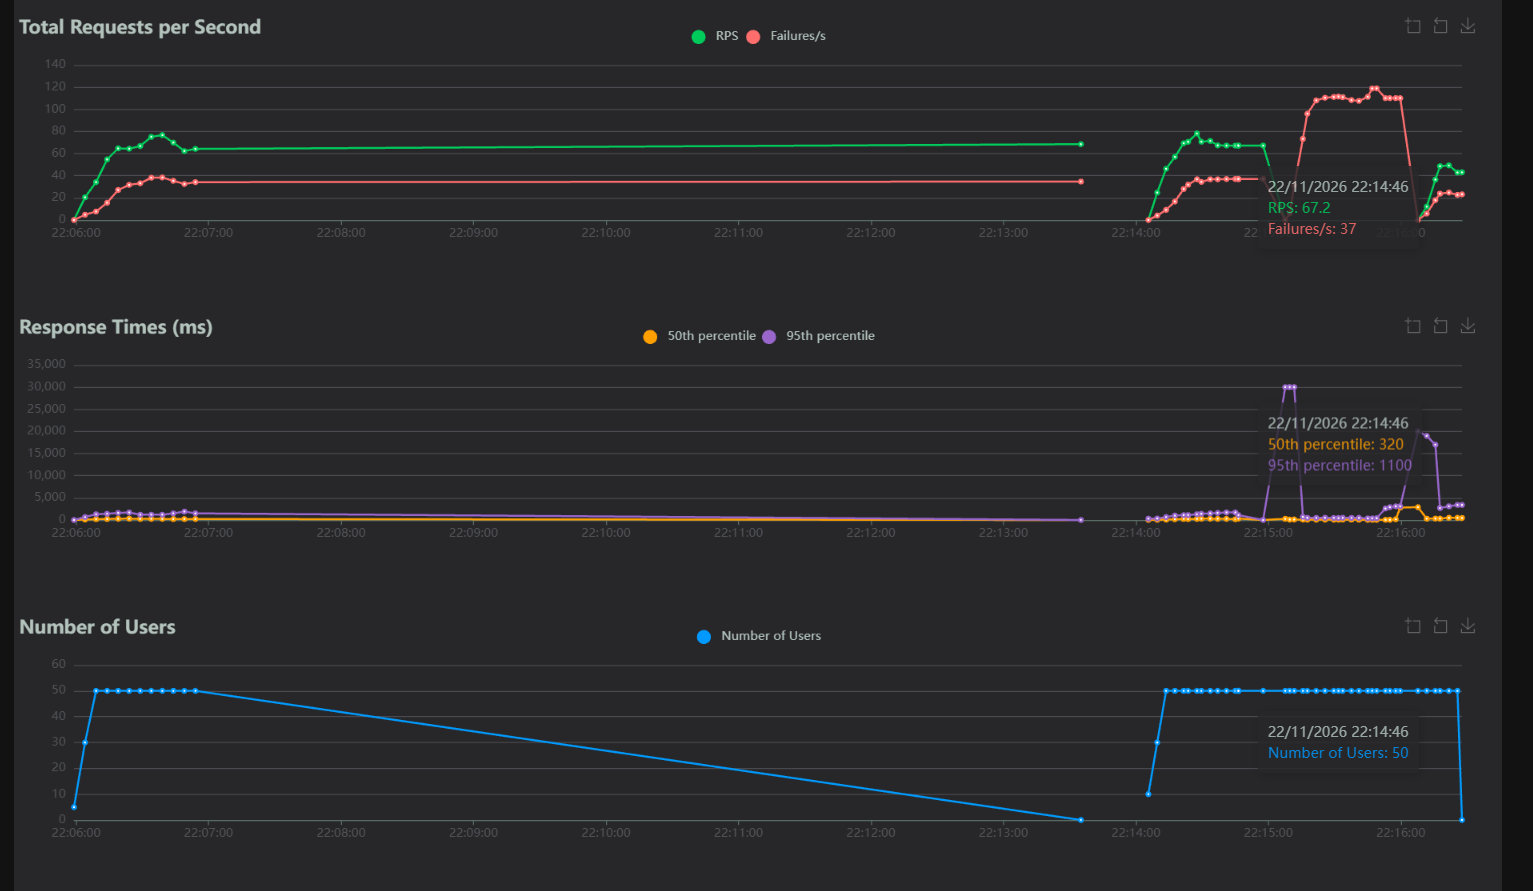 Total Requests per Second
RPS Failures/s
140
120
100
80
60
40
20
0
22/11/2026 22:14:46
RPS: 67.2
Failures/s: 37
22:06:00 22:07:00 22:08:00 22:09:00 22:10:00 22:11:00 22:12:00 22:13:00 22:14:00 22:16:00
Response Times (ms)
50th percentile 95th percentile
35,000
30,000
25,000
20,000
15,000
10,000
5,000
0
22/11/2026 22:14:46
50th percentile: 320
95th percentile: 1100
22:06:00 22:07:00 22:08:00 22:09:00 22:10:00 22:11:00 22:12:00 22:13:00 22:14:00 22:15:00 22:16:00
Number of Users
Number of Users
60
50
40
30
20
10
0
22/11/2026 22:14:46
Number of Users: 50
22:06:00 22:07:00 22:08:00 22:09:00 22:10:00 22:11:00 22:12:00 22:13:00 22:14:00 22:15:00 22:16:00